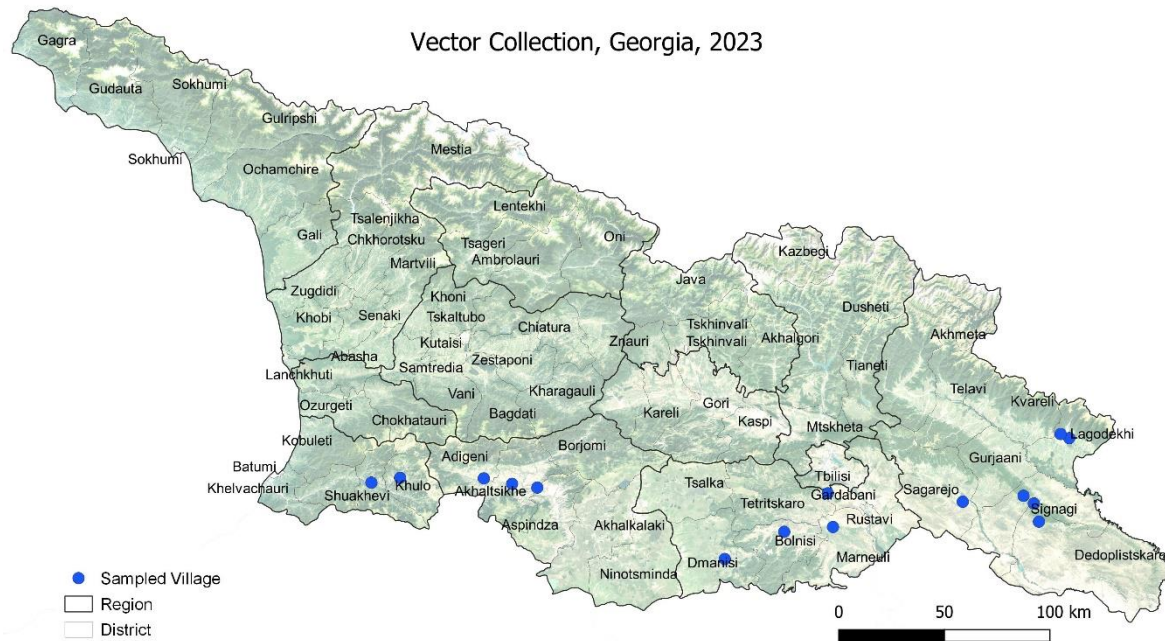 Vector Collection, Georgia, 2023
Gagra
Gudauta
Sokhumi
Gulripshi
Sokhumi
Ochamchire
Mestia
Gali
Lentekhi
Tsalenjikha
Chkhorotsku
Tsageri
Ambrolauri
Oni
Martvili
Kazbegi
Java
Zugdidi
Khoni
Dusheti
Khobi
Senaki
Tskaltubo
Chiatura
Tskhinvali
Tskhinvali
Akhalgori
Akhmeta
Kutaisi
Znauri
Abasha
Zestaponi
Samtredia
Tianeti
Lanchkhuti
Vani
Kharagauli
Telavi
Ozurgeti
Kvareli
Chokhatauri
Bagdati
Kareli
Gori
Kaspi
Mtskheta
Kobuleti
Borjomi
Lagodekhi
Adigeni
Gurjaani
Batumi
Tbilisi
Khelvachauri
Shuakhevi
Khulo
Akhaltsikhe
Tsalka
Gardabani
Sagarejo
Tetritskaro
Signagi
Aspindza
Akhalkalaki
Rustavi
Bolnisi
Marneuli
Dedoplistskaro
Dmanisi
Ninotsminda
Sampled Village
Region
District
0 50 100 km